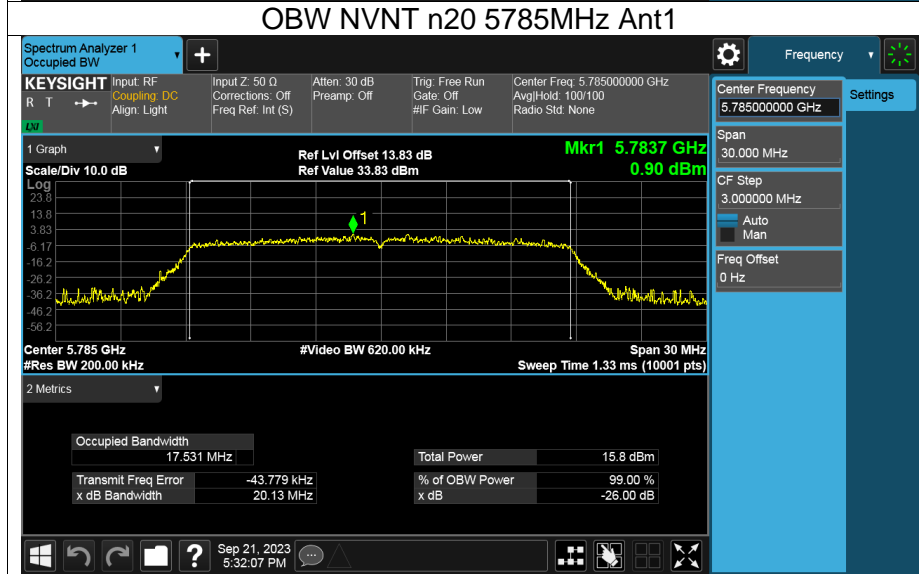 OBW NVNT n20 5785MHz Ant1
Spectrum Analyzer 1
Occupied BW
KEYSIGHT
R T
LXI
Input: RF
Coupling: DC
Align: Light
Input Z: 50 Ω
Corrections: Off
Freq Ref: Int (S)
Atten: 30 dB
Preamp: Off
Trig: Free Run
Gate: Off
#IF Gain: Low
Center Freq: 5.785000000 GHz
Avg|Hold: 100/100
Radio Std: None
1 Graph
Scale/Div 10.0 dB
Ref Lvl Offset 13.83 dB
Ref Value 33.83 dBm
Mkr1 5.7837 GHz
0.90 dBm
Log
23.8
13.8
3.83
-6.17
-16.2
-26.2
-36.2
-46.2
-56.2
1
Center 5.785 GHz
#Res BW 200.00 kHz
#Video BW 620.00 kHz
Span 30 MHz
Sweep Time 1.33 ms (10001 pts)
2 Metrics
Occupied Bandwidth
17.531 MHz
Transmit Freq Error -43.779 kHz
x dB Bandwidth 20.13 MHz
Total Power 15.8 dBm
% of OBW Power 99.00 %
x dB -26.00 dB
Sep 21, 2023
5:32:07 PM
Frequency
Settings
Center Frequency
5.785000000 GHz
Span
30.000 MHz
CF Step
3.000000 MHz
Auto
Man
Freq Offset
0 Hz